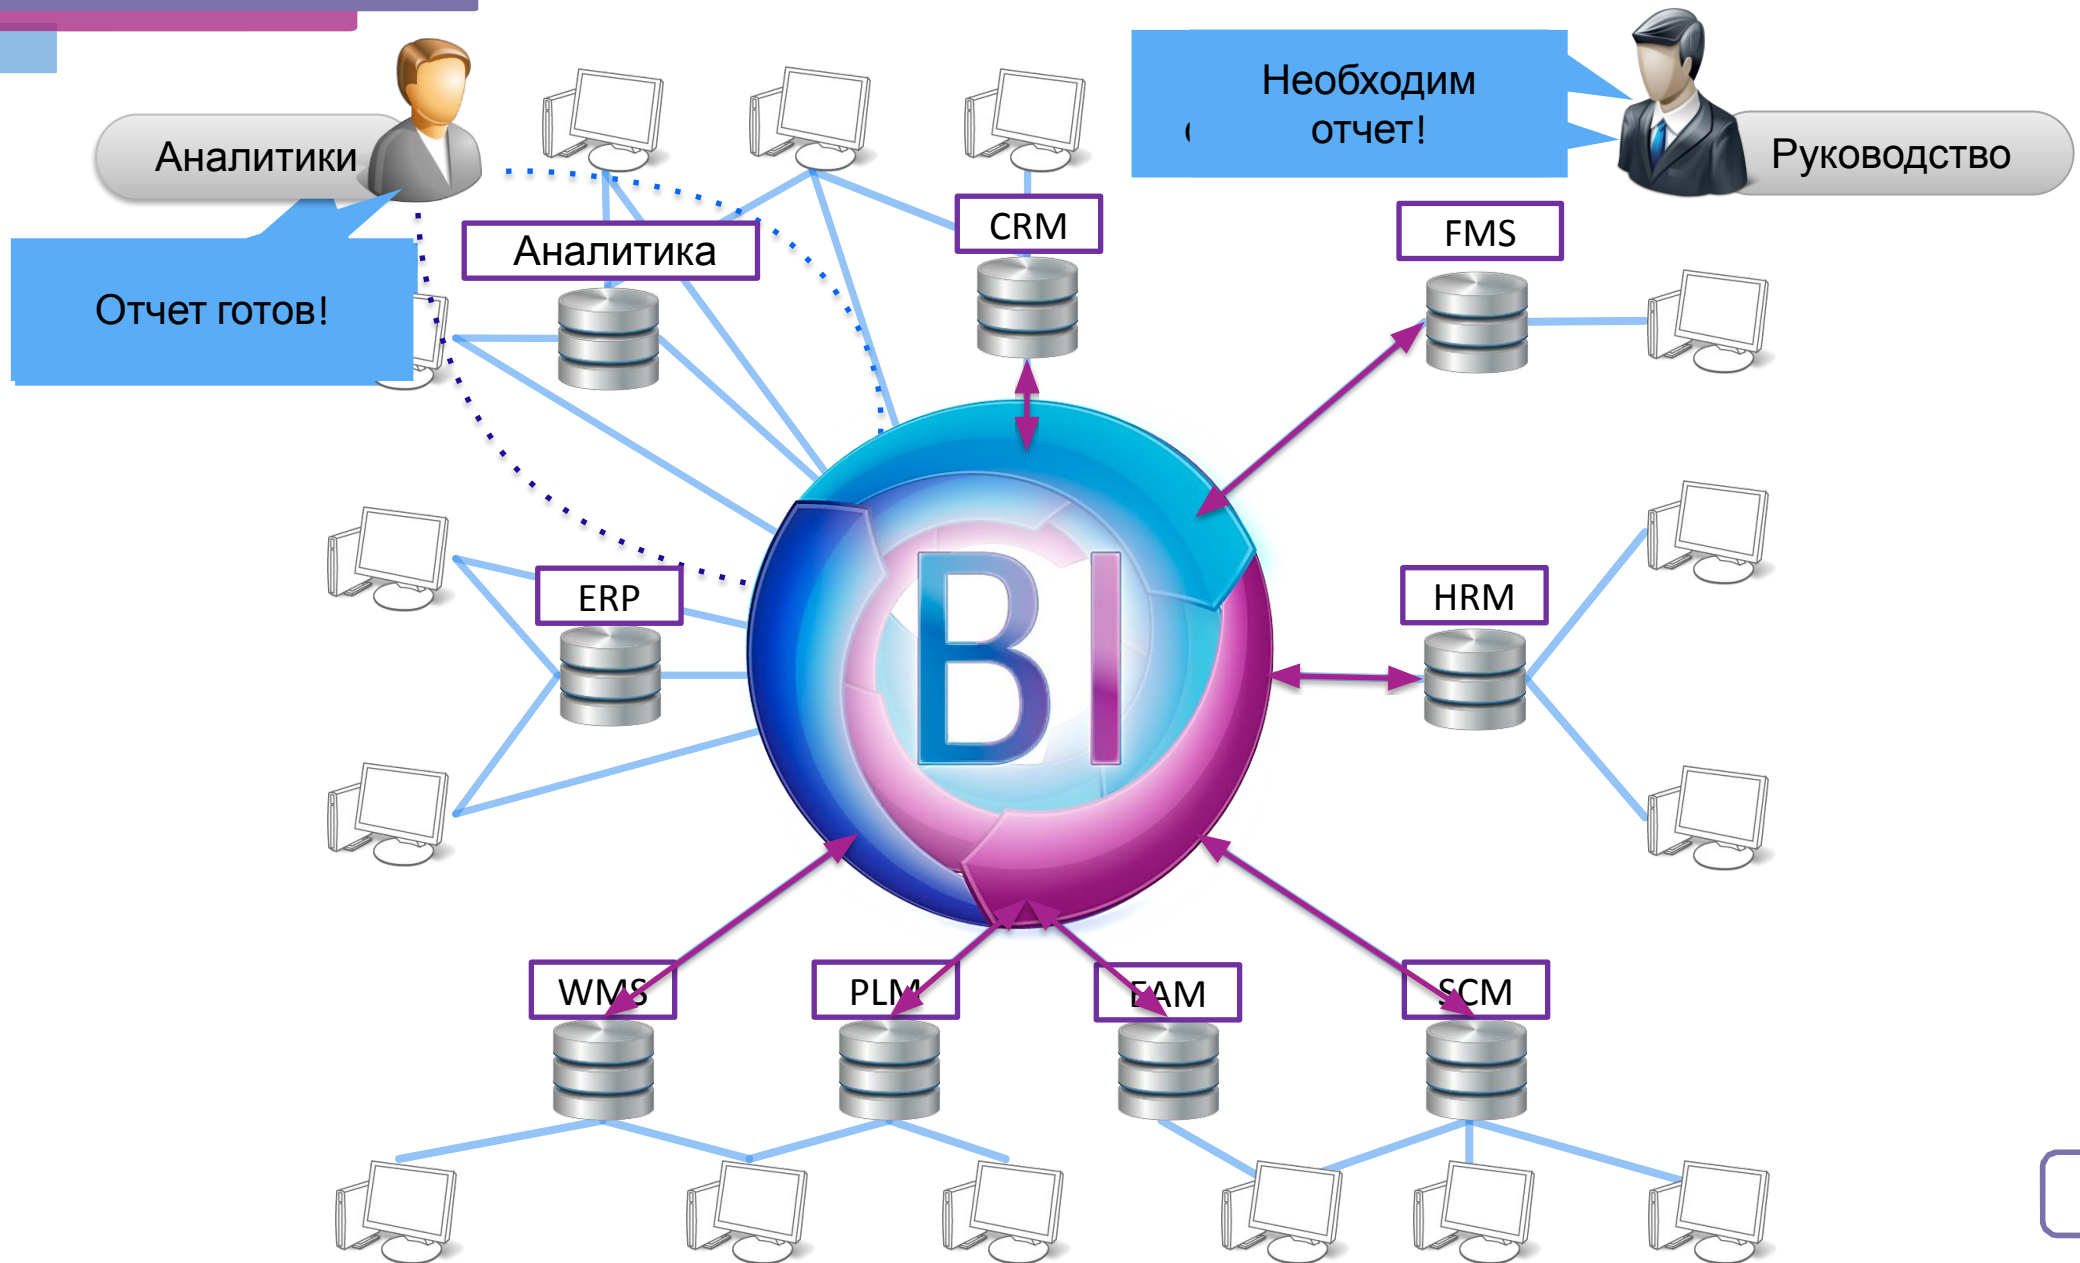 Необходим
отчет!
Аналитики
Руководство
CRM
FMS
Аналитика
Отчет готов!
BI
ERP
HRM
WMS
PLM
EAM
SCM